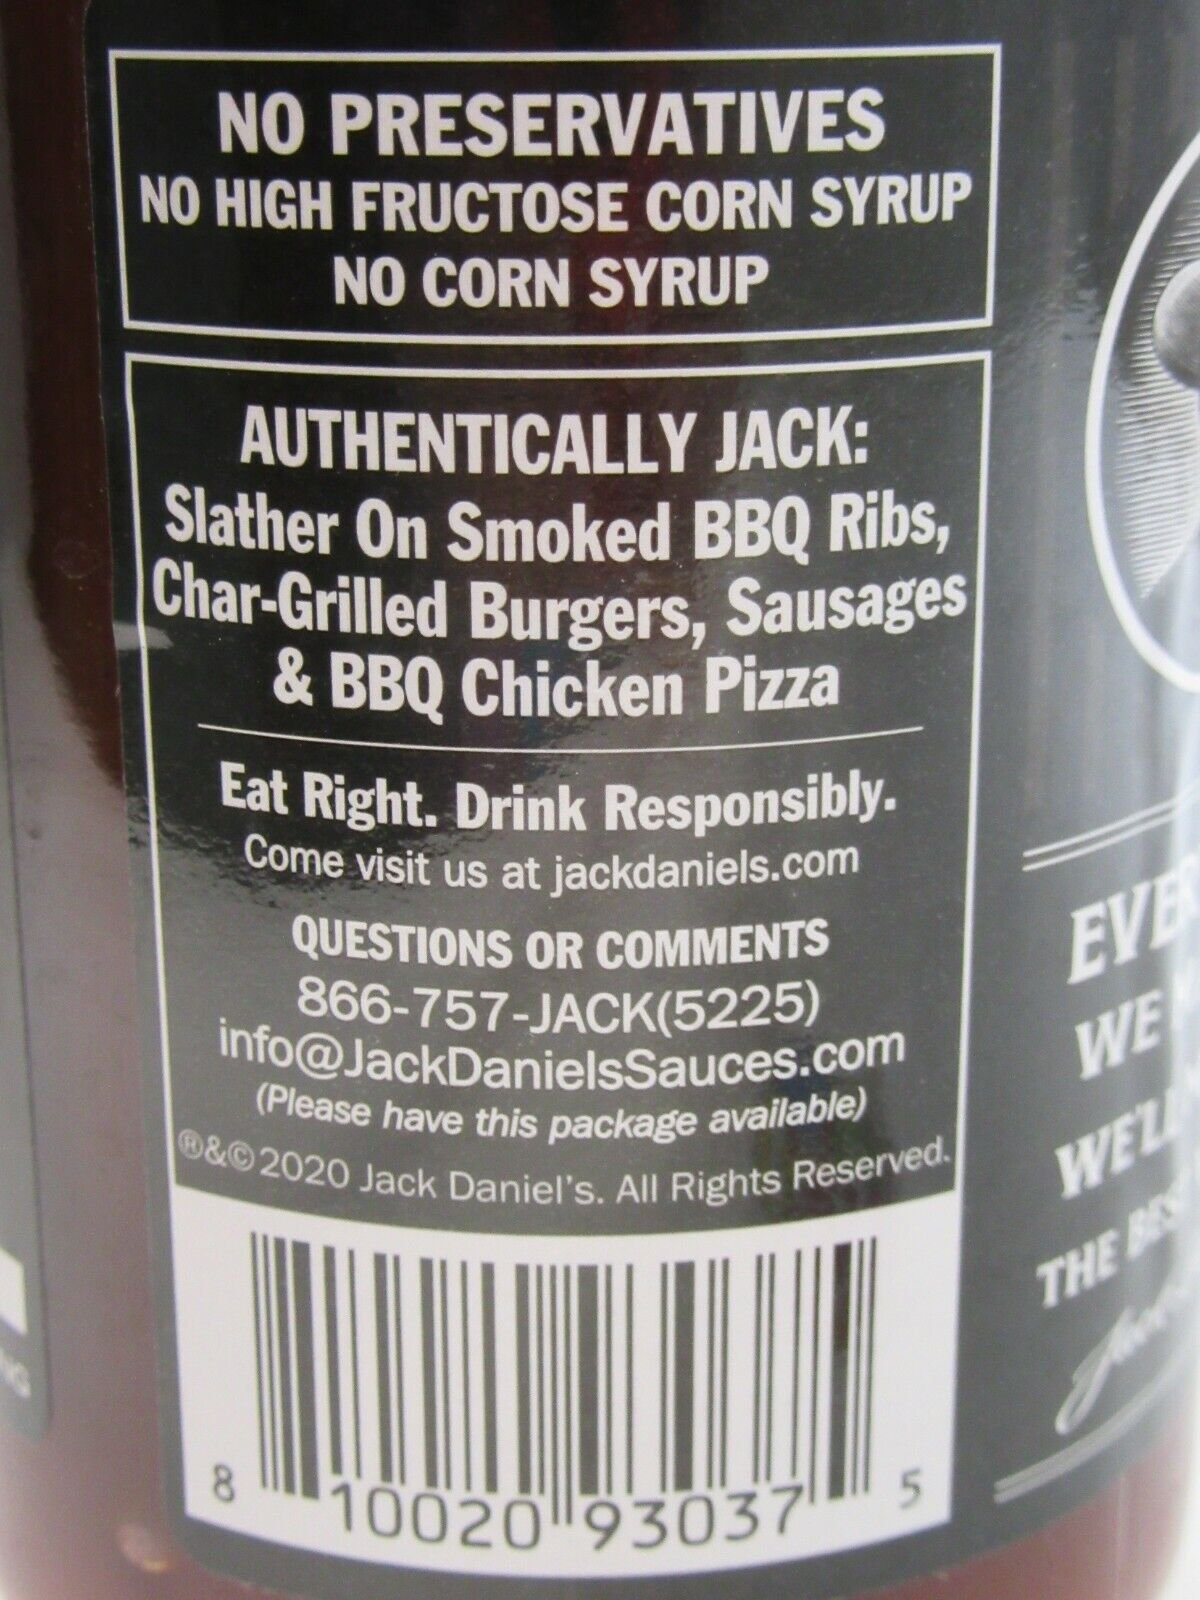 NO PRESERVATIVES
NO HIGH FRUCTOSE CORN SYRUP
NO CORN SYRUP
AUTHENTICALLY JACK:
Slather On Smoked BBQ Ribs,
Char-Grilled Burgers, Sausages
& BBQ Chicken Pizza
Eat Right. Drink Responsibly.
Come visit us at jackdaniels.com
QUESTIONS OR COMMENTS
866-757-JACK(5225)
info@JackDanielsSauces.com
(Please have this package available)
®&© 2020 Jack Daniel's. All Rights Reserved.
8 10020 93037 5
WE
WE'LL
THE